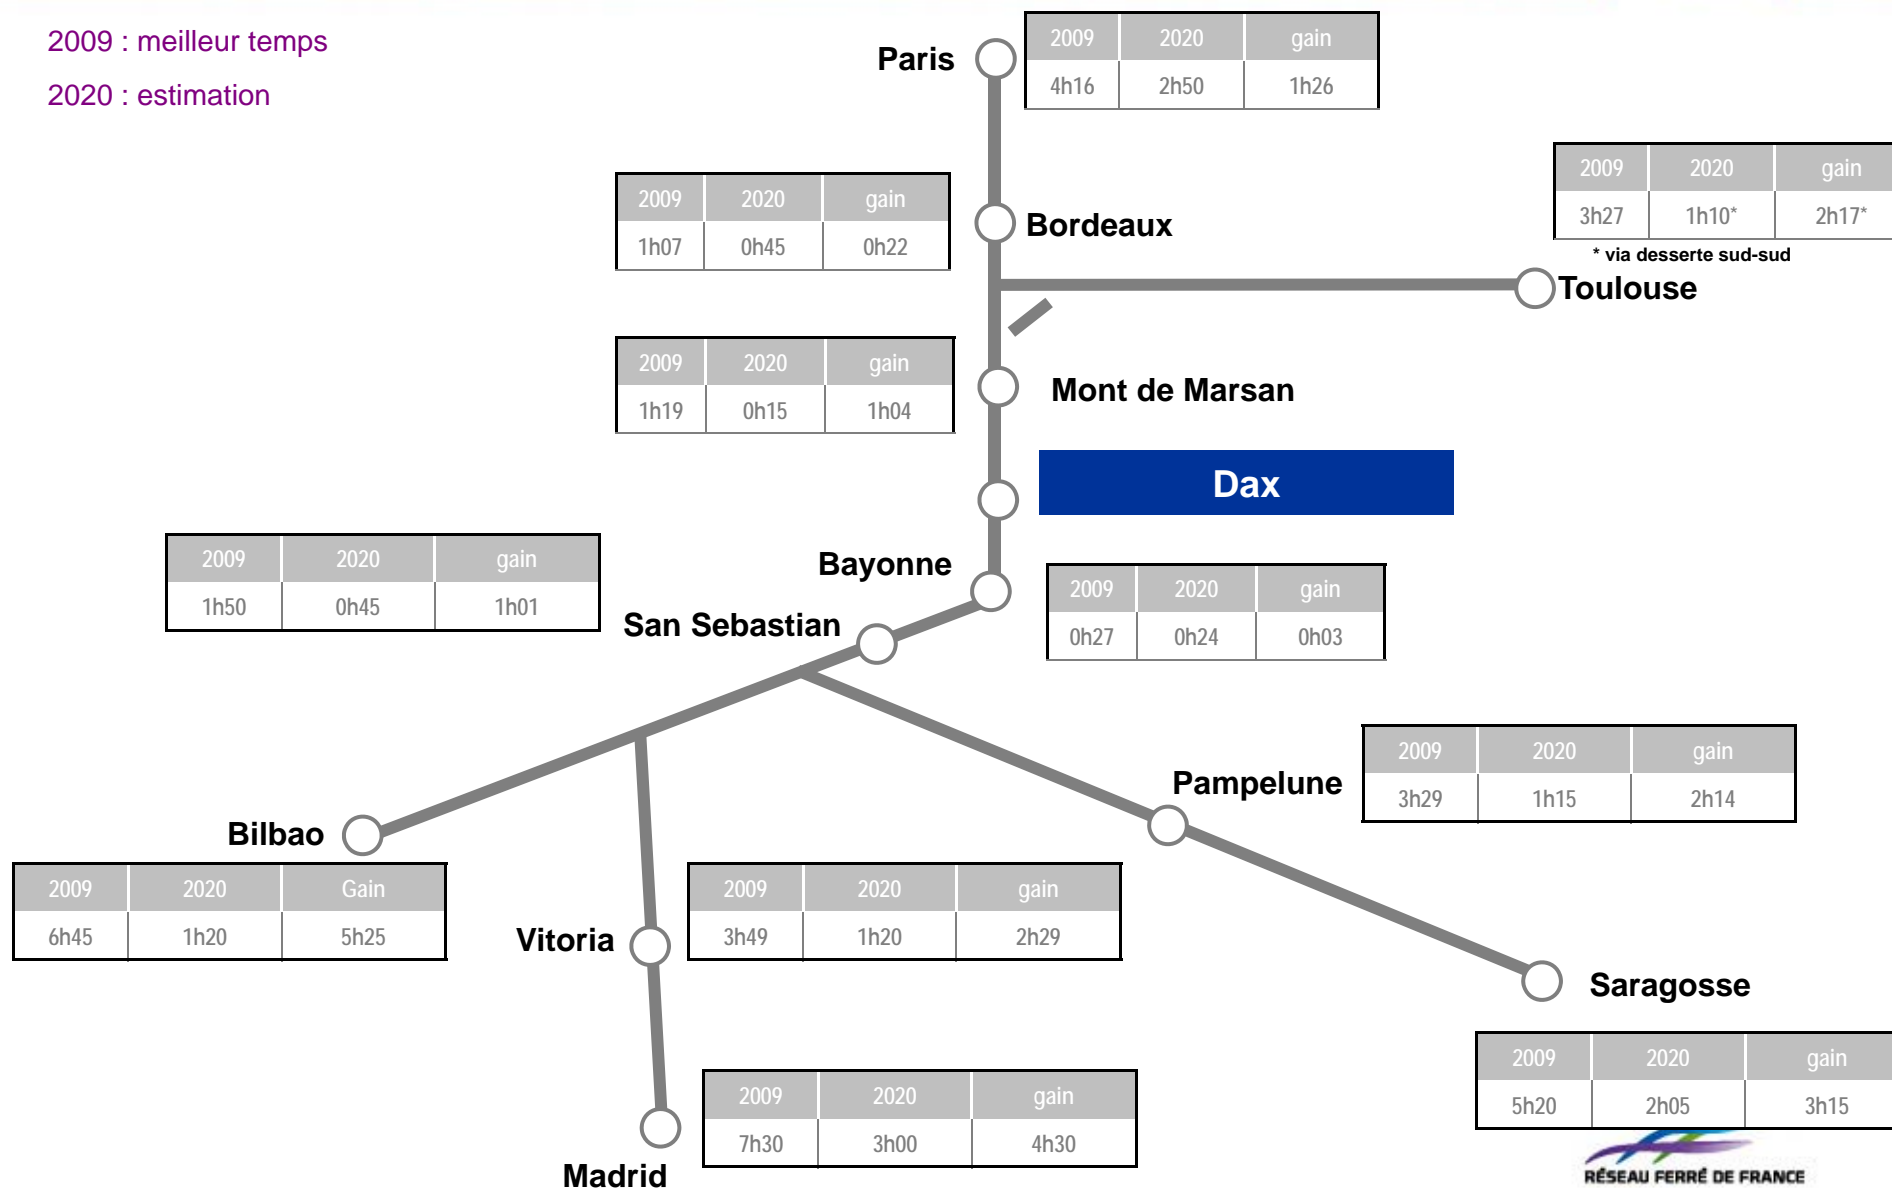 2009 : meilleur temps
2020 : estimation
Paris
2009 2020 gain
4h16 2h50 1h26
2009 2020 gain
3h27 1h10* 2h17*
* via desserte sud-sud
Toulouse
2009 2020 gain
1h07 0h45 0h22
Bordeaux
2009 2020 gain
1h19 0h15 1h04
Mont de Marsan
Dax
2009 2020 gain
1h50 0h45 1h01
Bayonne
2009 2020 gain
0h27 0h24 0h03
San Sebastian
Pampelune
2009 2020 gain
3h29 1h15 2h14
Bilbao
2009 2020 Gain
6h45 1h20 5h25
Vitoria
2009 2020 gain
3h49 1h20 2h29
Saragosse
2009 2020 gain
5h20 2h05 3h15
2009 2020 gain
7h30 3h00 4h30
Madrid
RÉSEAU FERRÉ DE FRANCE